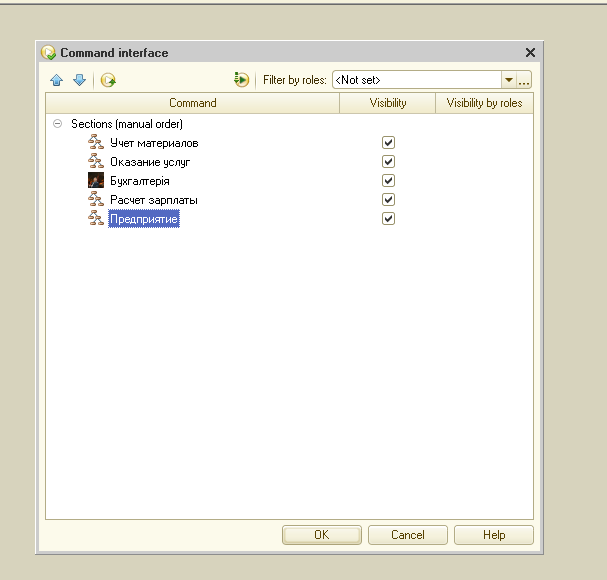 Command interface
Filter by roles: <Not set> ...
Command Visibility Visibility by roles
Sections (manual order)
Учет материалов
Оказание услуг
Бухгалтерія
Расчет зарплаты
Предприятие
OK Cancel Help